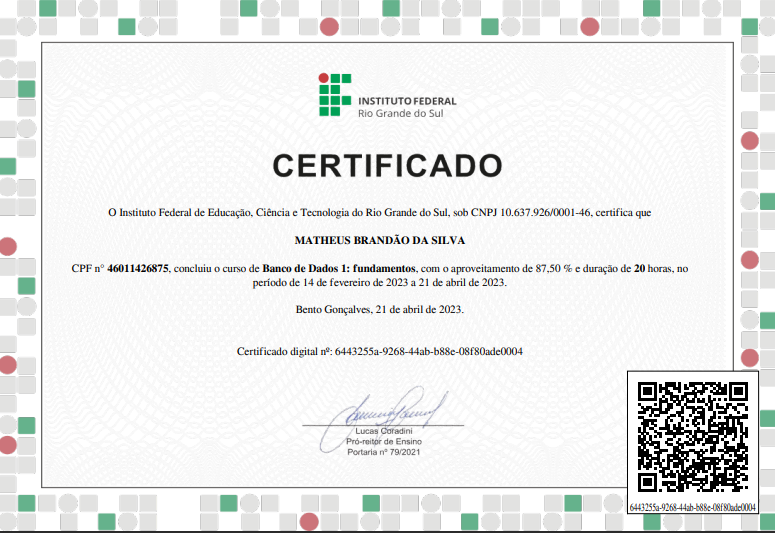 INSTITUTO FEDERAL
Rio Grande do Sul
CERTIFICADO
O Instituto Federal de Educação, Ciência e Tecnologia do Rio Grande do Sul, sob CNPJ 10.637.926/0001-46, certifica que
MATHEUS BRANDÃO DA SILVA
CPF n° 46011426875, concluiu o curso de Banco de Dados 1: fundamentos, com o aproveitamento de 87,50 % e duração de 20 horas, no
período de 14 de fevereiro de 2023 a 21 de abril de 2023.
Bento Gonçalves, 21 de abril de 2023.
Certificado digital nº: 6443255a-9268-44ab-b88e-08f80ade0004
Lucas Coradini
Pró-reitor de Ensino
Portaria nº 79/2021
6443255a-9268-44ab-b88e-08f80ade0004